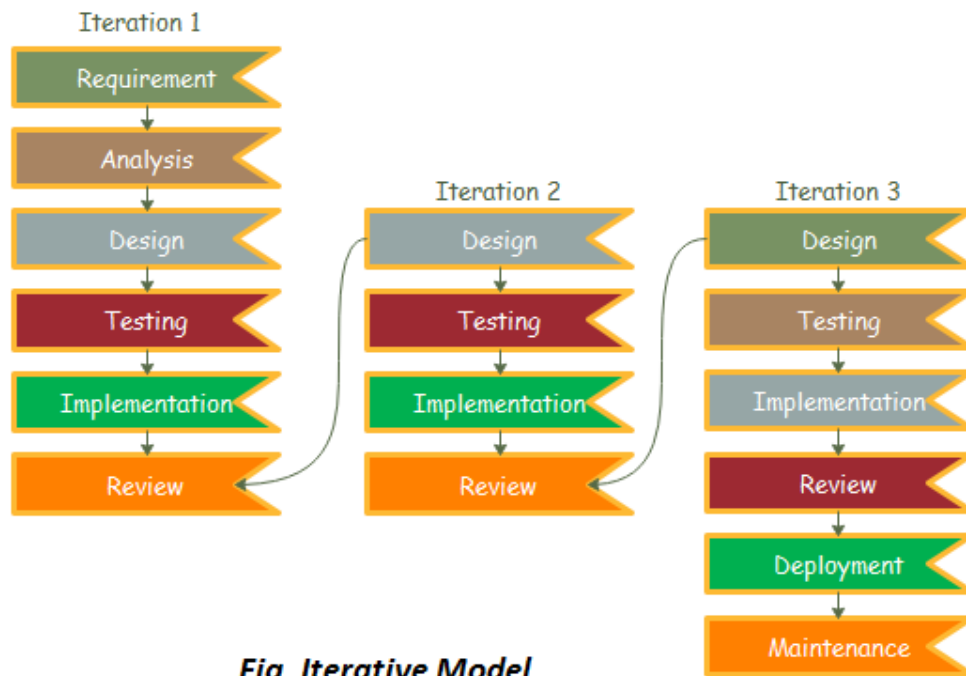 Iteration 1
Requirement
Analysis
Design
Testing
Implementation
Review
Iteration 2
Design
Testing
Implementation
Review
Iteration 3
Design
Testing
Implementation
Review
Deployment
Maintenance
Fig. Iterative Model